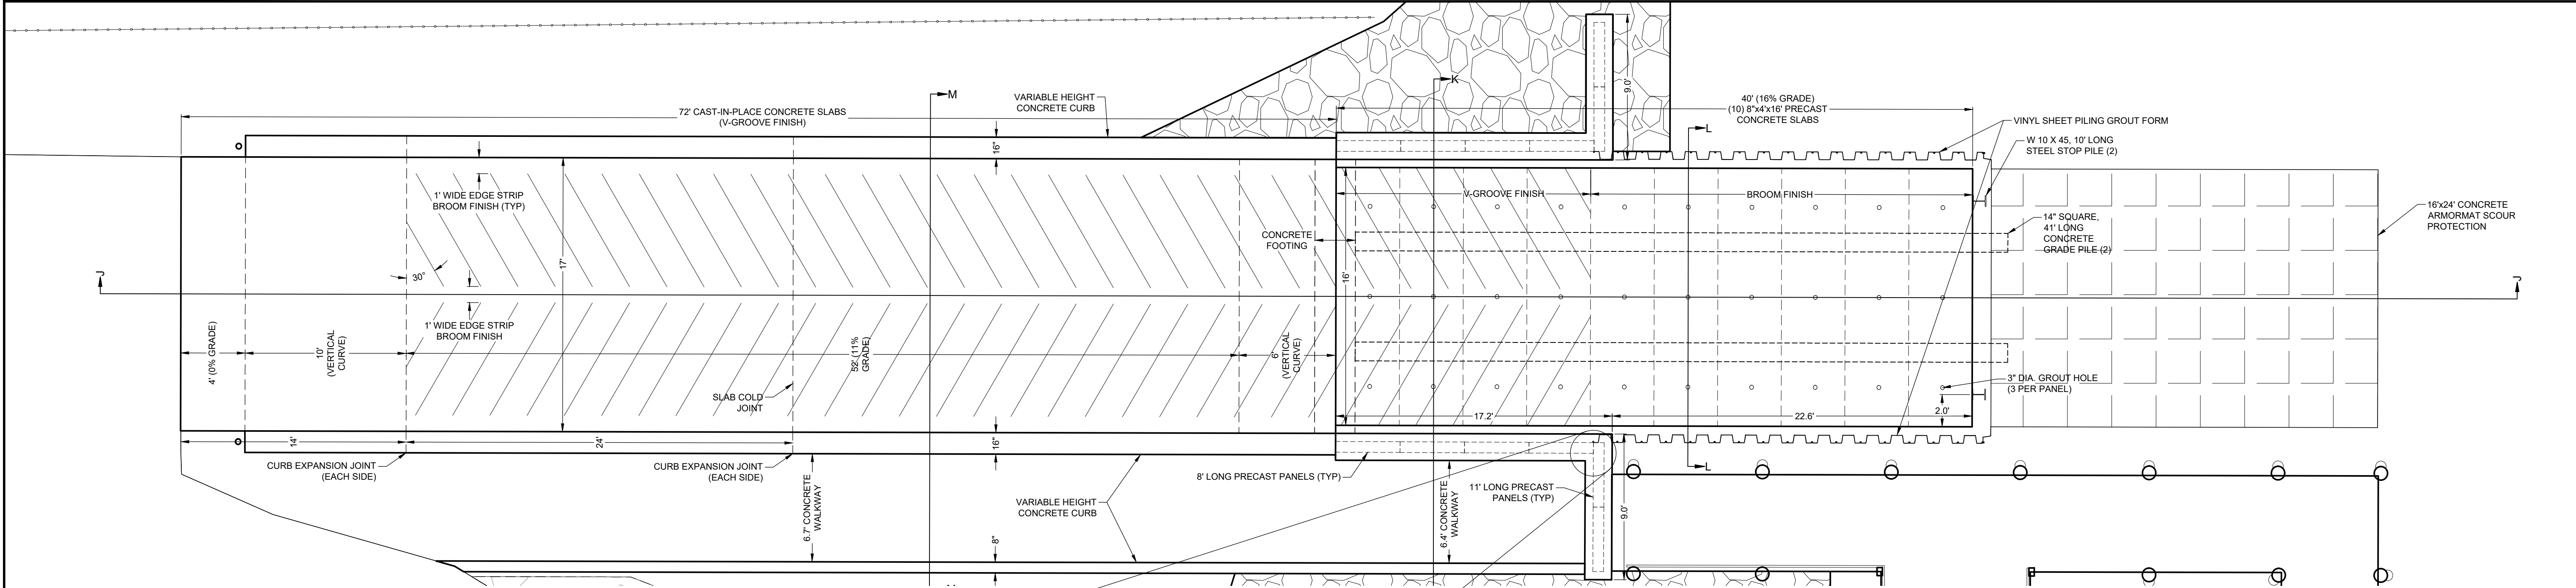 K
9.0'
M
72' CAST-IN-PLACE CONCRETE SLABS
(V-GROOVE FINISH)
VARIABLE HEIGHT
CONCRETE CURB
40' (16% GRADE)
(10) 8"x4'x16' PRECAST
CONCRETE SLABS
VINYL SHEET PILING GROUT FORM
L
W 10 X 45, 10' LONG
STEEL STOP PILE (2)
16"
1' WIDE EDGE STRIP
BROOM FINISH (TYP)
V-GROOVE FINISH
BROOM FINISH
16'x24' CONCRETE
ARMORMAT SCOUR
PROTECTION
14" SQUARE,
41' LONG
CONCRETE
GRADE PILE (2)
CONCRETE
FOOTING
17'
16'
30°
J
J
1' WIDE EDGE STRIP
BROOM FINISH
4' (0% GRADE)
10'
(VERTICAL
CURVE)
52' (11%
GRADE)
6'
(VERTICAL
CURVE)
SLAB COLD
JOINT
3" DIA. GROUT HOLE
(3 PER PANEL)
17.2'
22.6'
2.0'
14'
24'
16"
CURB EXPANSION JOINT
(EACH SIDE)
CURB EXPANSION JOINT
(EACH SIDE)
8' LONG PRECAST PANELS (TYP)
L
11' LONG PRECAST
PANELS (TYP)
6.7' CONCRETE
WALKWAY
VARIABLE HEIGHT
CONCRETE CURB
6.4' CONCRETE
WALKWAY
9.0'
8"